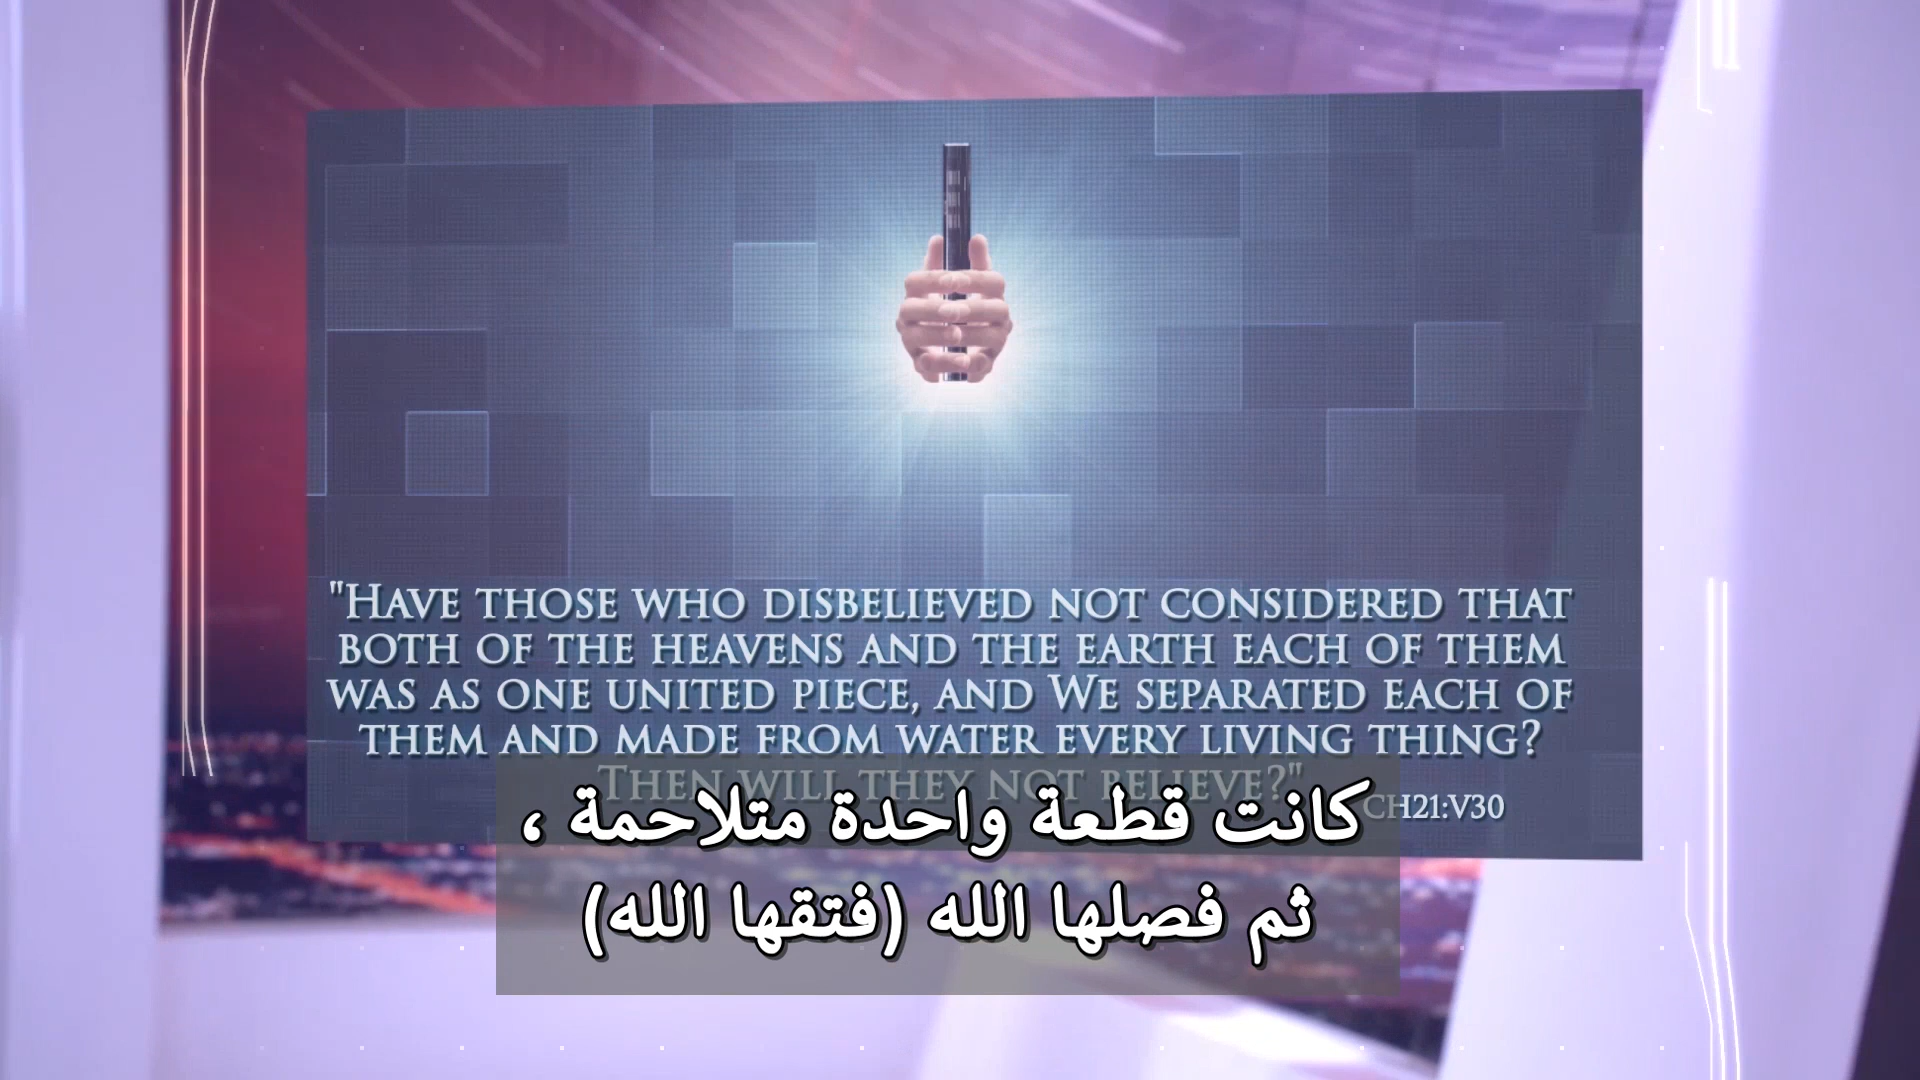 "Have those who disbelieved not considered that
both of the heavens and the earth each of them
was as one united piece, and We separated each of
them and made from water every living thing?
Then will they not believe?"
CH21:V30
كانت قطعة واحدة متلاحمة ،
ثم فصلها الله (فتقها الله)